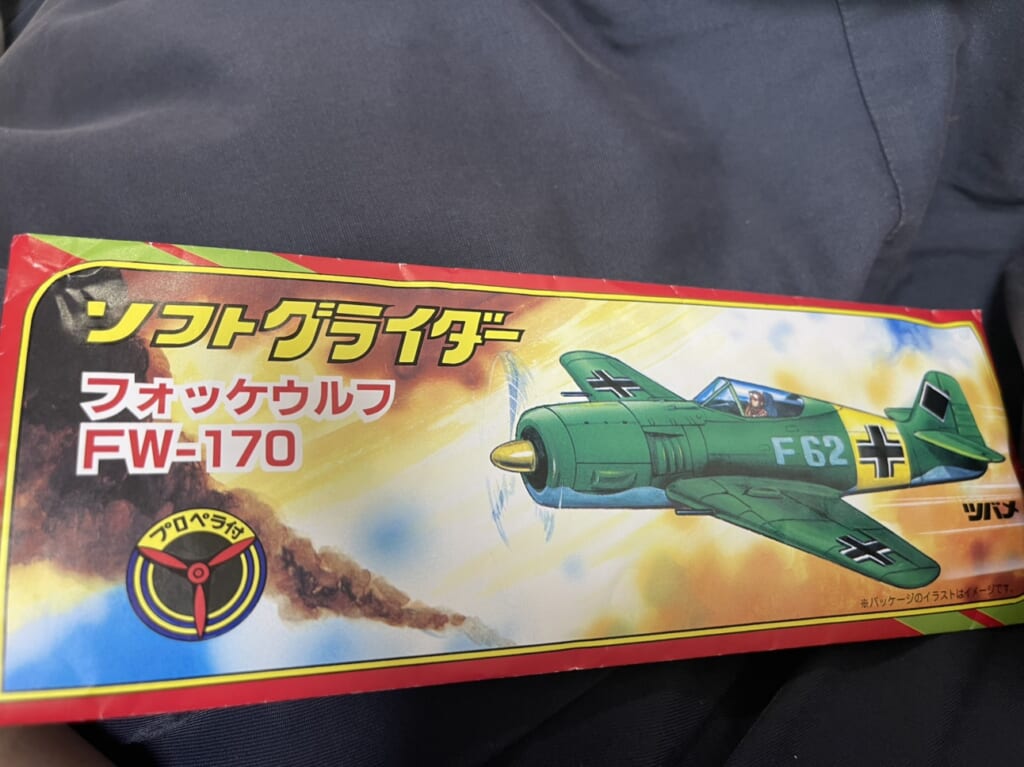 ソフトグライダー
フォッケウルフ
FW-170
プロペラ付
F62
ツバメ
※パッケージのイラストはイメージです。